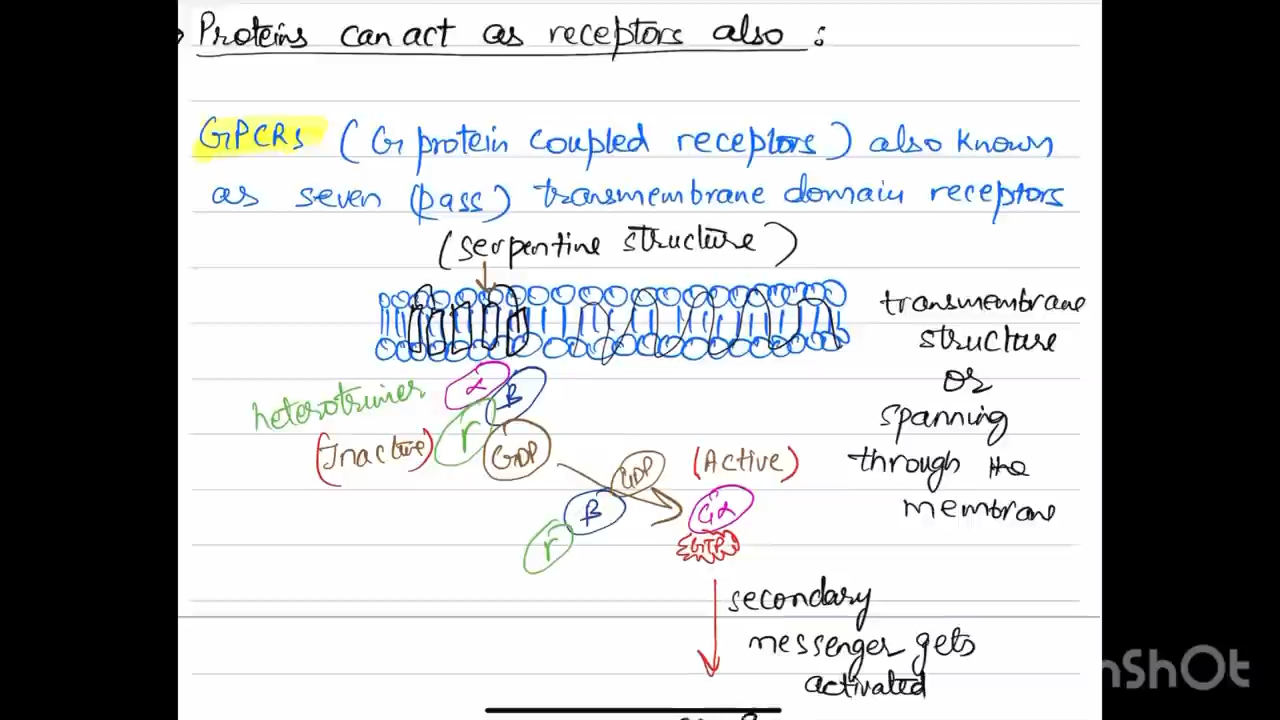 Proteins can act as receptors also :
GPCRs (G protein coupled receptors) also known
as seven (pass) transmembrane domain receptors
(serpentine structure)
transmembrane
structure
or
spanning
through the
membrane
α
β
heterotrimer
γ
(Inactive)
GDP
(Active)
GDP
β
Gα
γ
GTP
secondary
messenger gets
activated
nShOt